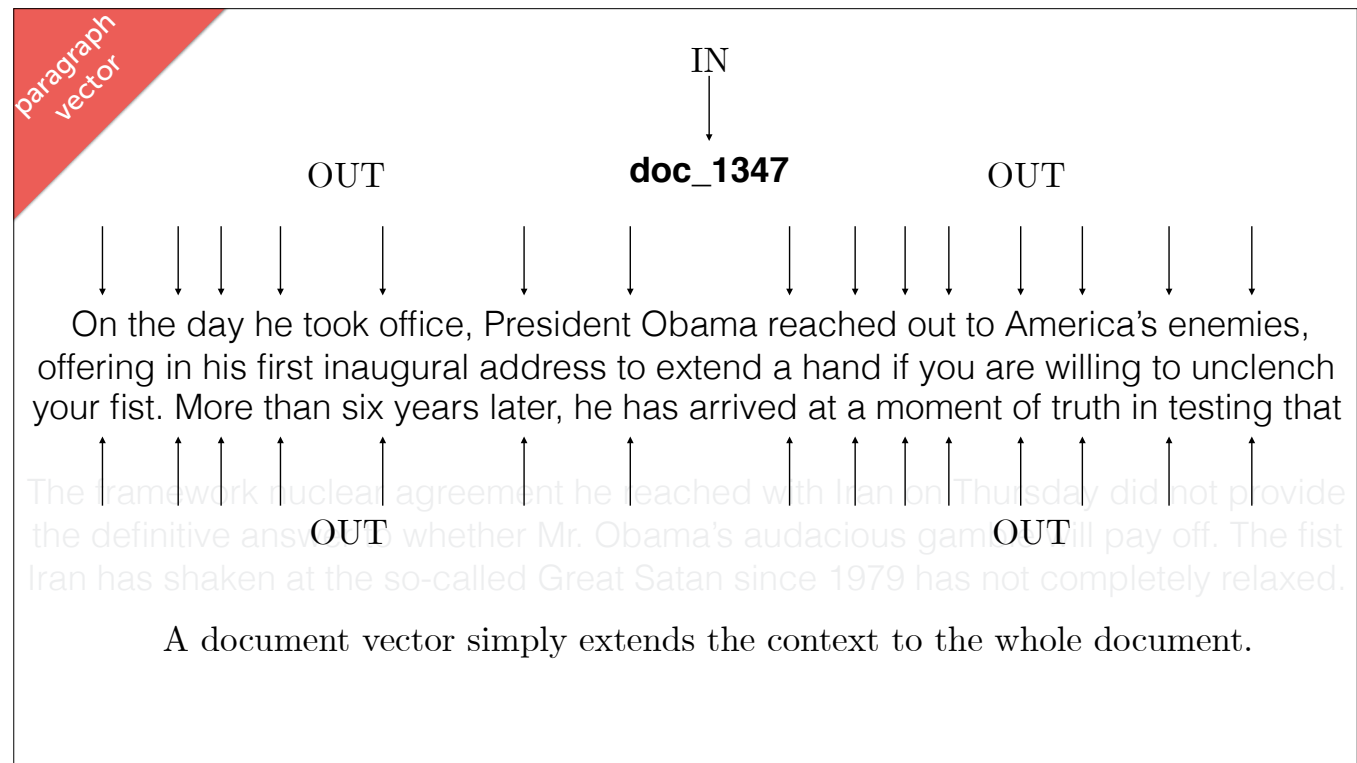 paragraph
vector
IN
OUT doc_1347 OUT
On the day he took office, President Obama reached out to America's enemies,
offering in his first inaugural address to extend a hand if you are willing to unclench
your fist. More than six years later, he has arrived at a moment of truth in testing that
The framework nuclear agreement he reached with Iran on Thursday did not provide
the definitive answer to whether Mr. Obama's audacious gamble will pay off. The fist
OUT OUT
Iran has shaken at the so-called Great Satan since 1979 has not completely relaxed.
A document vector simply extends the context to the whole document.